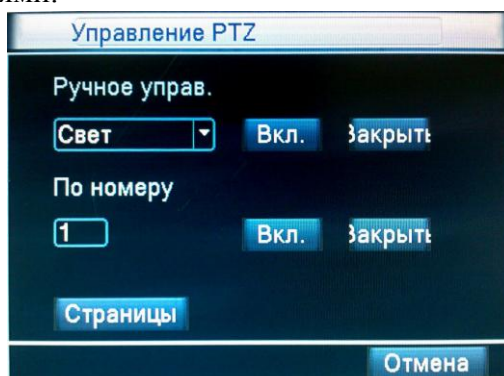 Управление PTZ
Ручное управ.
Свет Вкл. Закрыть
По номеру
1 Вкл. Закрыть
Страницы
Отмена